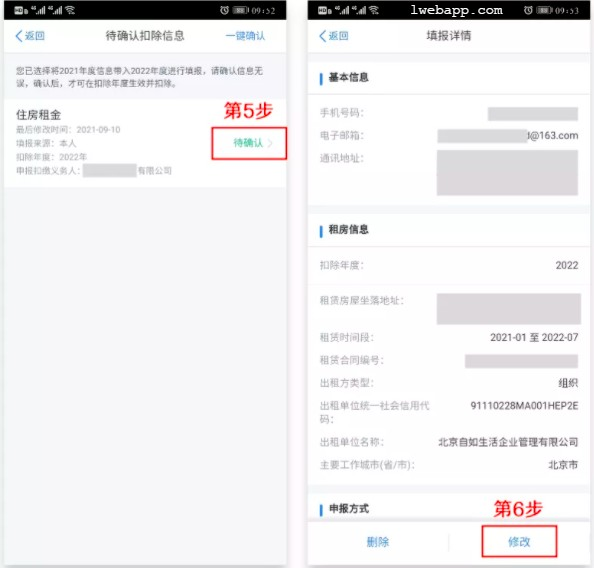 09:52
返回
待确认扣除信息
一键确认
您已选择将2021年度信息带入2022年度进行填报，请确认信息无
误，确认后，才可在扣除年度生效并扣除。
住房租金
第5步
最后修改时间：2021-09-10
填报来源：本人
待确认
扣除年度：2022年
申报扣缴义务人：
有限公司
lwebapp.com
09:53
返回
填报详情
基本信息
手机号码：
电子邮箱：
@163.com
通讯地址：
租房信息
扣除年度：
2022
租赁房屋坐落地址：
租赁时间段：
2021-01 至 2022-07
租赁合同编号：
出租方类型：
组织
出租单位统一社会信用代
码：
91110228MA001HEP2E
出租单位名称：
北京自如生活企业管理有限公司
主要工作城市(省/市)：
北京市
申报方式
第6步
删除
修改